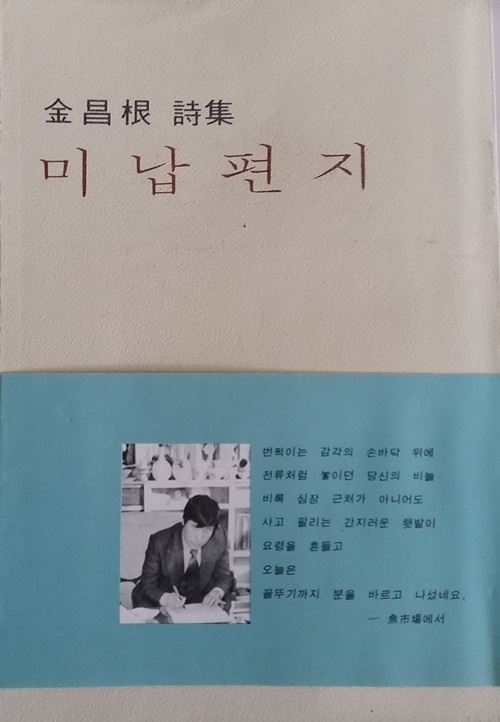 金昌根 詩集
미납편지
번쩍이는 감각의 손바닥 위에
전류처럼 놓이던 당신의 비늘
비록 심장 근처가 아니어도
사고 팔리는 간지러운 햇발이
요령을 흔들고
오늘은
꼴뚜기까지 분을 바르고 나섰네요.
— 魚市場에서